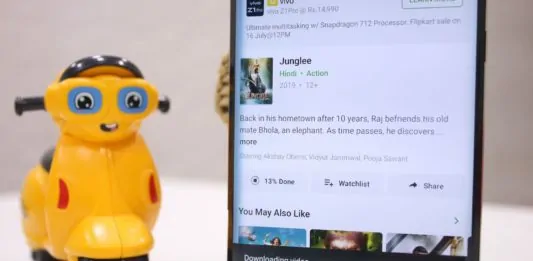 vivo
vivo Z1Pro @ Rs.14,990
LEARN MORE
vivo
Z1Pro
Ultimate multitasking w/ Snapdragon 712 Processor. Flipkart sale on
16 July@12PM
Junglee
Hindi • Action
2019 • 12+
Back in his hometown after 10 years, Raj befriends his old
mate Bhola, an elephant. As time passes, he discovers...
more
Starring Akshay Oberoi, Vidyut Jammwal, Pooja Sawant
13% Done
Watchlist
Share
You May Also Like
Downloading video